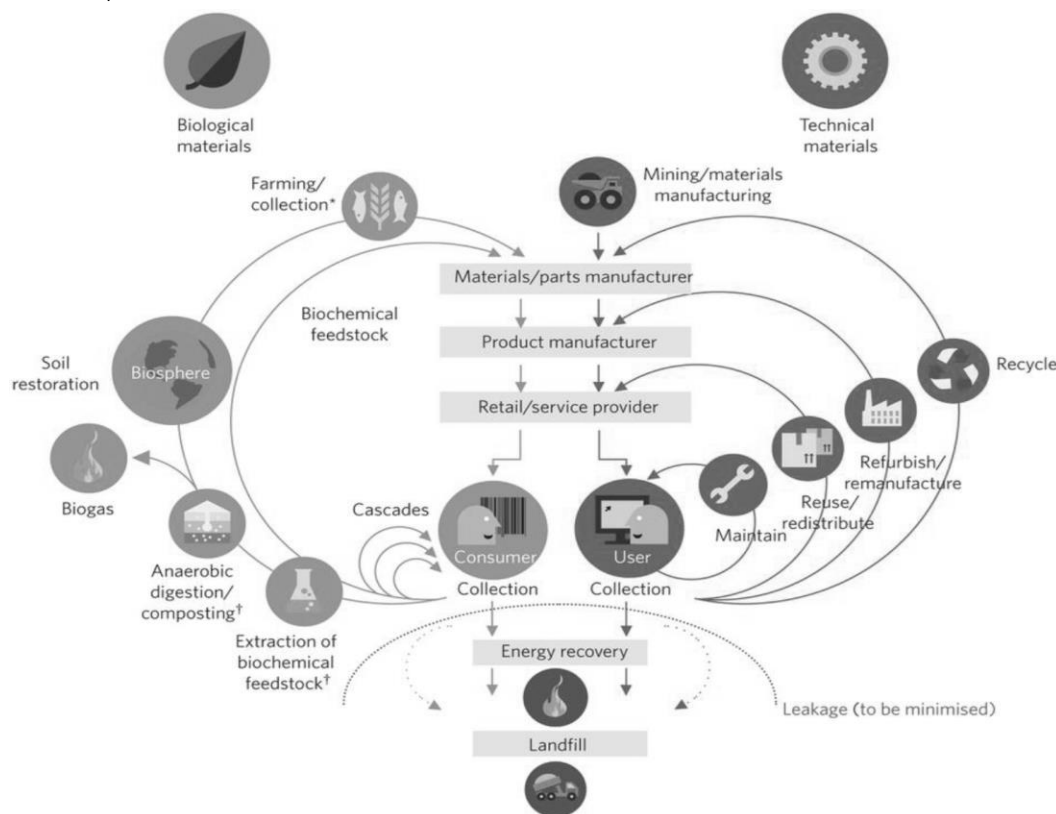 Biological
materials
Technical
materials
Farming/
collection*
Mining/materials
manufacturing
Materials/parts manufacturer
Biochemical
feedstock
Product manufacturer
Soil
restoration
Biosphere
Recycle
Retail/service provider
Refurbish/
remanufacture
Biogas
Cascades
Reuse/
redistribute
Maintain
Consumer
User
Anaerobic
digestion/
composting†
Collection
Collection
Extraction of
biochemical
feedstock†
Energy recovery
Leakage (to be minimised)
Landfill